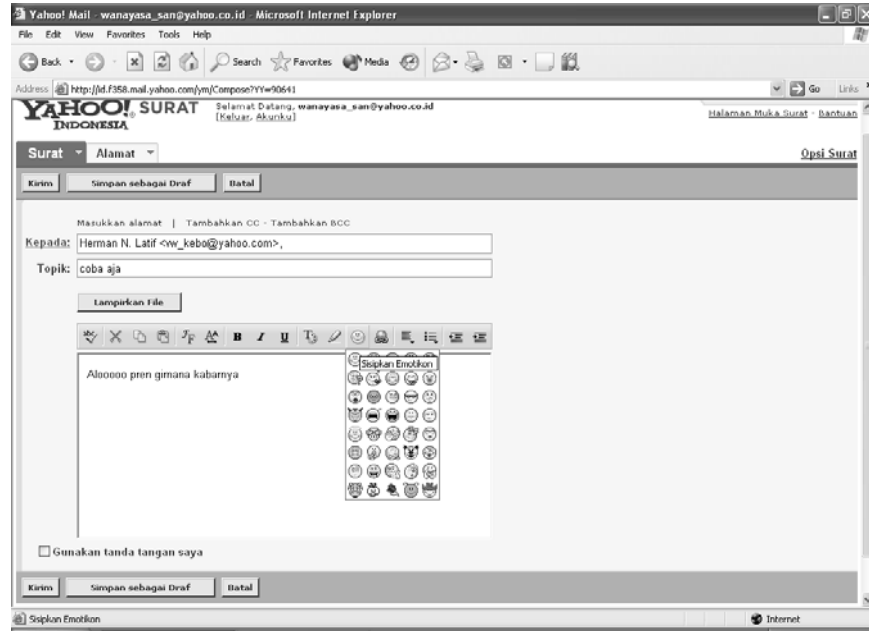 Yahoo! Mail - wanayasa_san@yahoo.co.id - Microsoft Internet Explorer
File Edit View Favorites Tools Help
Back Search Favorites Media
Address http://id.f358.mail.yahoo.com/ym/Compose?YY=90641 Go Links
YAHOO! SURAT Selamat Datang, wanayasa_san@yahoo.co.id
INDONESIA [Keluar, Akunku] Halaman Muka Surat - Bantuan
Surat Alamat Opsi Surat
Kirim Simpan sebagai Draf Batal
Masukkan alamat | Tambahkan CC - Tambahkan BCC
Kepada: Herman N. Latif <vw_kebo@yahoo.com>,
Topik: coba aja
Lampirkan File
B I U
Sisipkan Emotikon
Alooooo pren gimana kabarnya
Gunakan tanda tangan saya
Kirim Simpan sebagai Draf Batal
Sisipkan Emotikon Internet